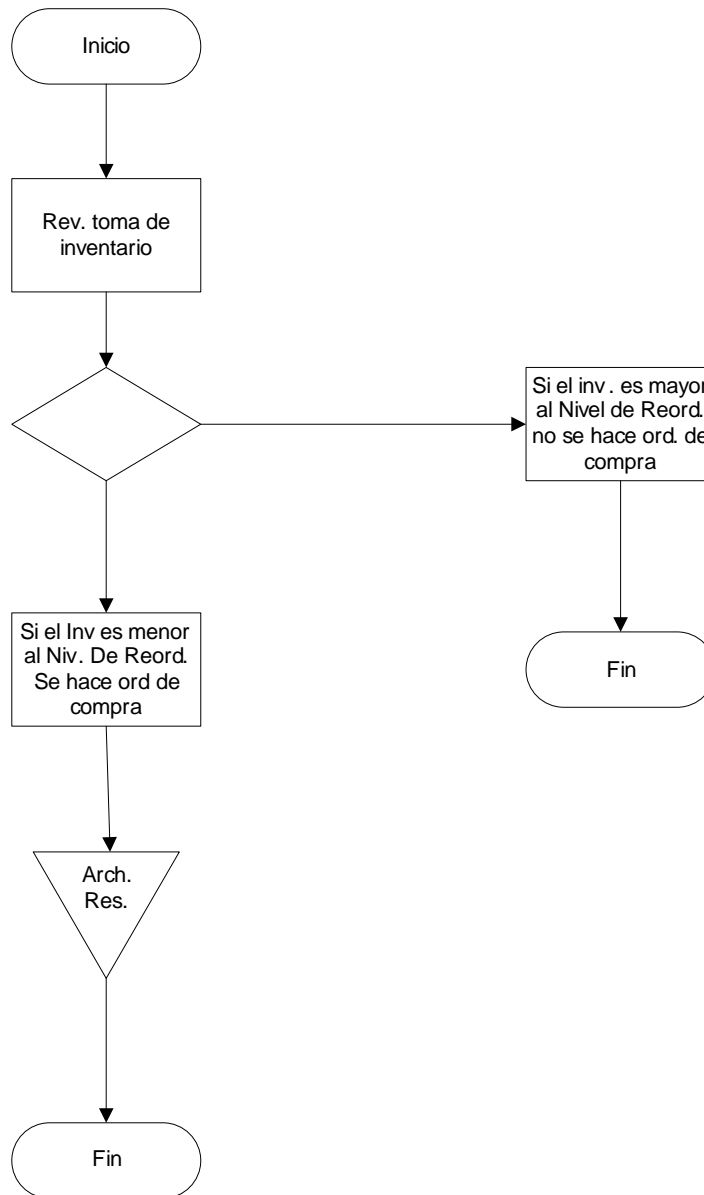 Inicio
Rev. toma de
inventario
Si el inv. es mayor
al Nivel de Reord.
no se hace ord. de
compra
Si el Inv es menor
al Niv. De Reord.
Se hace ord de
compra
Fin
Arch.
Res.
Fin